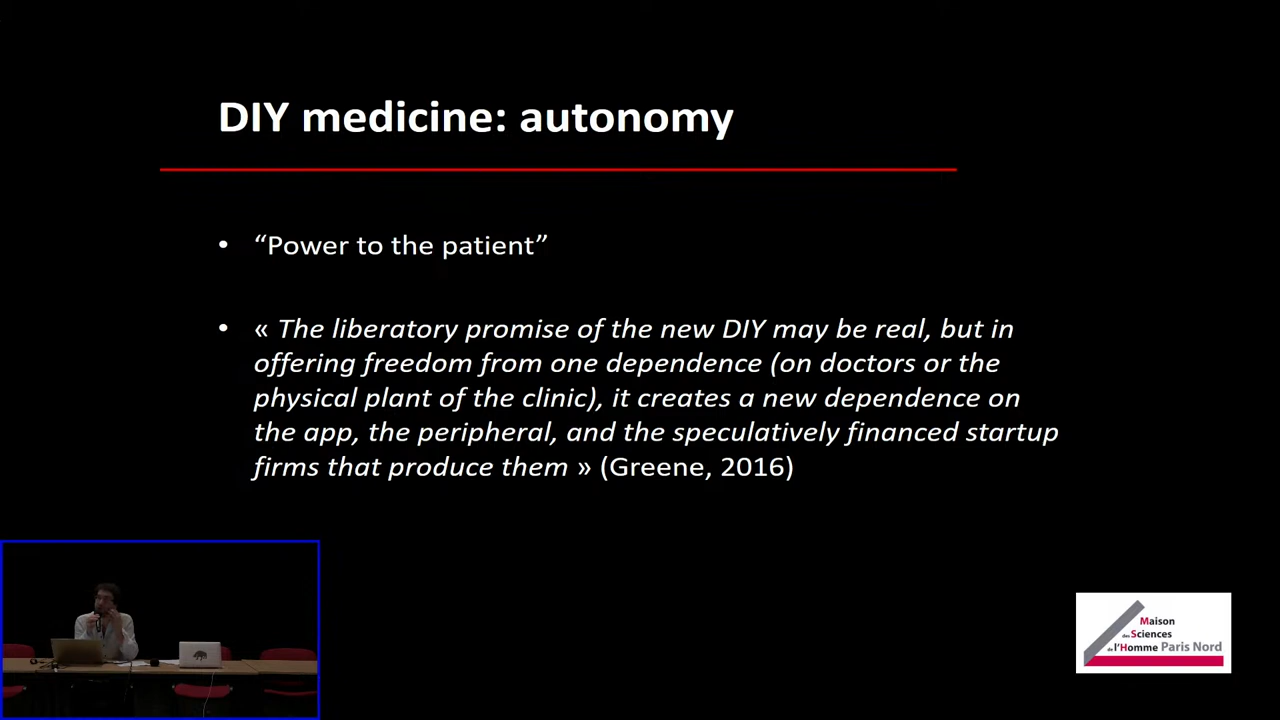 DIY medicine: autonomy
• “Power to the patient”
• « The liberatory promise of the new DIY may be real, but in
offering freedom from one dependence (on doctors or the
physical plant of the clinic), it creates a new dependence on
the app, the peripheral, and the speculatively financed startup
firms that produce them » (Greene, 2016)
Maison
des Sciences
de l'Homme Paris Nord